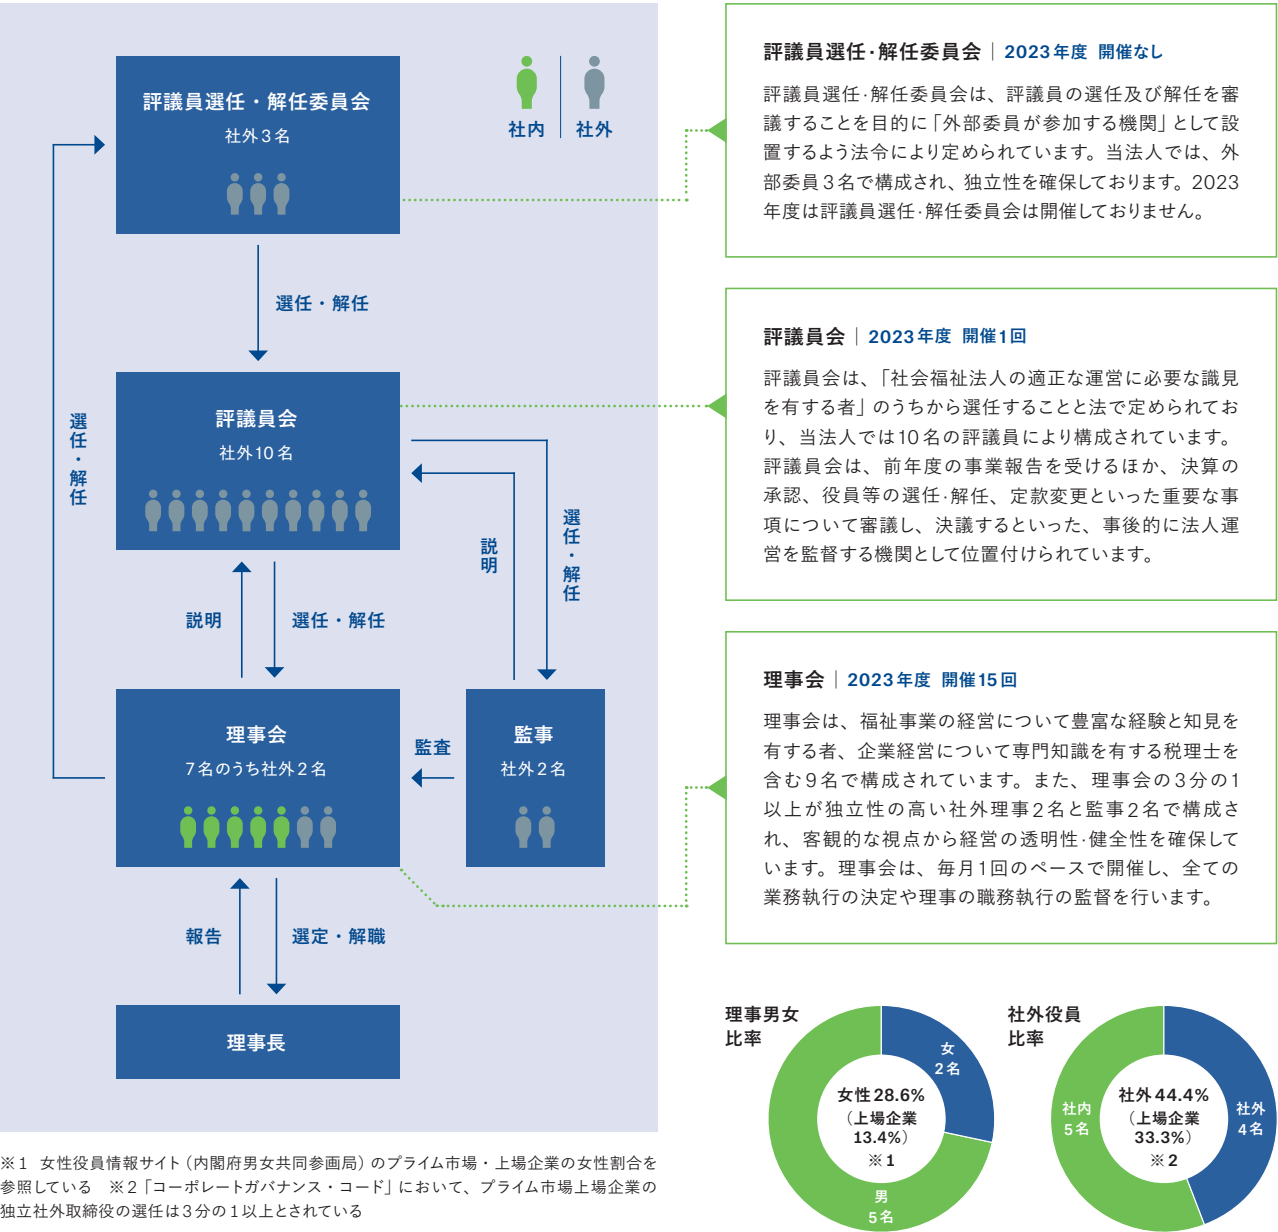 評議員選任・解任委員会
社外3名
社内
社外
選任・解任
評議員会
社外10名
選任・解任
説明
選任・解任
説明
選任・解任
理事会
7名のうち社外2名
監査
監事
社外2名
報告
選定・解職
理事長
※1 女性役員情報サイト（内閣府男女共同参画局）のプライム市場・上場企業の女性割合を
参照している ※2「コーポレートガバナンス・コード」において、プライム市場上場企業の
独立社外取締役の選任は3分の1以上とされている
評議員選任・解任委員会｜2023年度 開催なし
評議員選任・解任委員会は、評議員の選任及び解任を審
議することを目的に「外部委員が参加する機関」として設
置するよう法令により定められています。当法人では、外
部委員3名で構成され、独立性を確保しております。2023
年度は評議員選任・解任委員会は開催しておりません。
評議員会｜2023年度 開催1回
評議員会は、「社会福祉法人の適正な運営に必要な識見
を有する者」のうちから選任することと法で定められてお
り、当法人では10名の評議員により構成されています。
評議員会は、前年度の事業報告を受けるほか、決算の
承認、役員等の選任・解任、定款変更といった重要な事
項について審議し、決議するといった、事後的に法人運
営を監督する機関として位置付けられています。
理事会｜2023年度 開催15回
理事会は、福祉事業の経営について豊富な経験と知見を
有する者、企業経営について専門知識を有する税理士を
含む9名で構成されています。また、理事会の3分の1
以上が独立性の高い社外理事2名と監事2名で構成さ
れ、客観的な視点から経営の透明性・健全性を確保して
います。理事会は、毎月1回のペースで開催し、全ての
業務執行の決定や理事の職務執行の監督を行います。
理事男女
比率
女
2名
女性28.6%
（上場企業
13.4%）
※1
男
5名
社外役員
比率
社内
5名
社外44.4%
（上場企業
33.3%）
※2
社外
4名